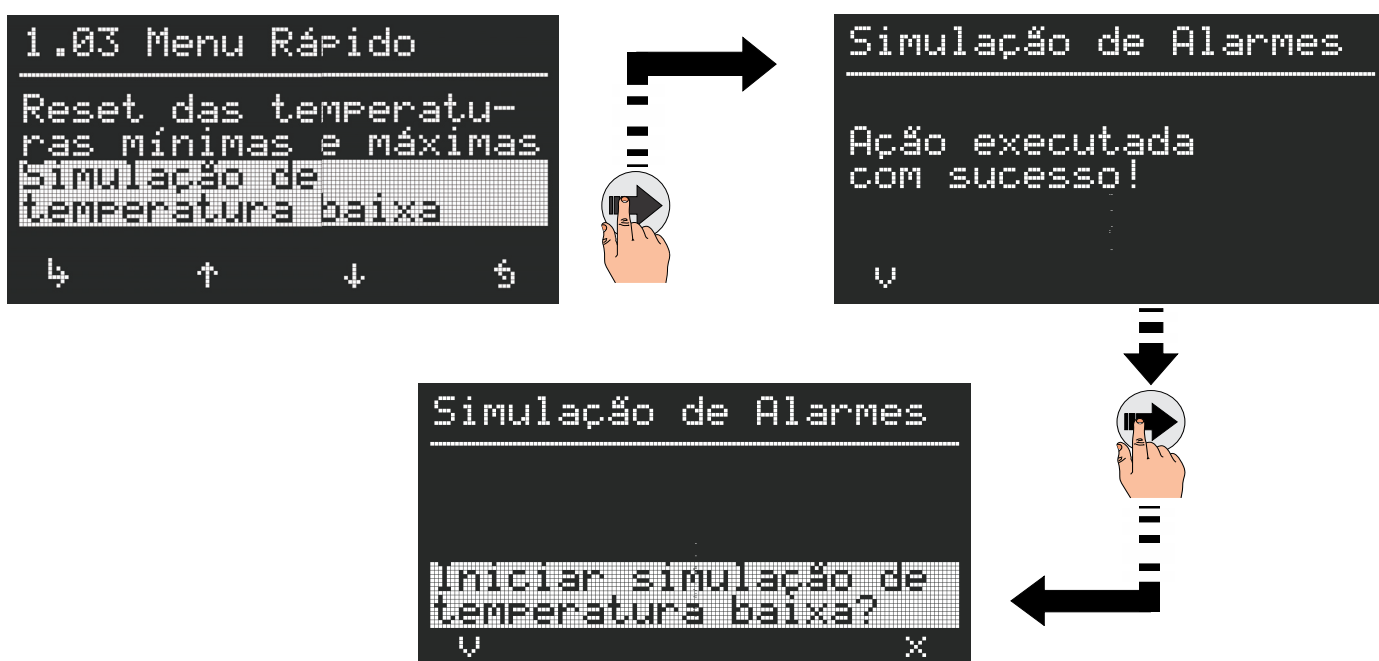 1.03 Menu Rápido
Reset das temperatu-
ras mínimas e máximas
Simulação de
temperatura baixa
Simulação de Alarmes
Ação executada
com sucesso!
V
Simulação de Alarmes
Iniciar simulação de
temperatura baixa?
V X